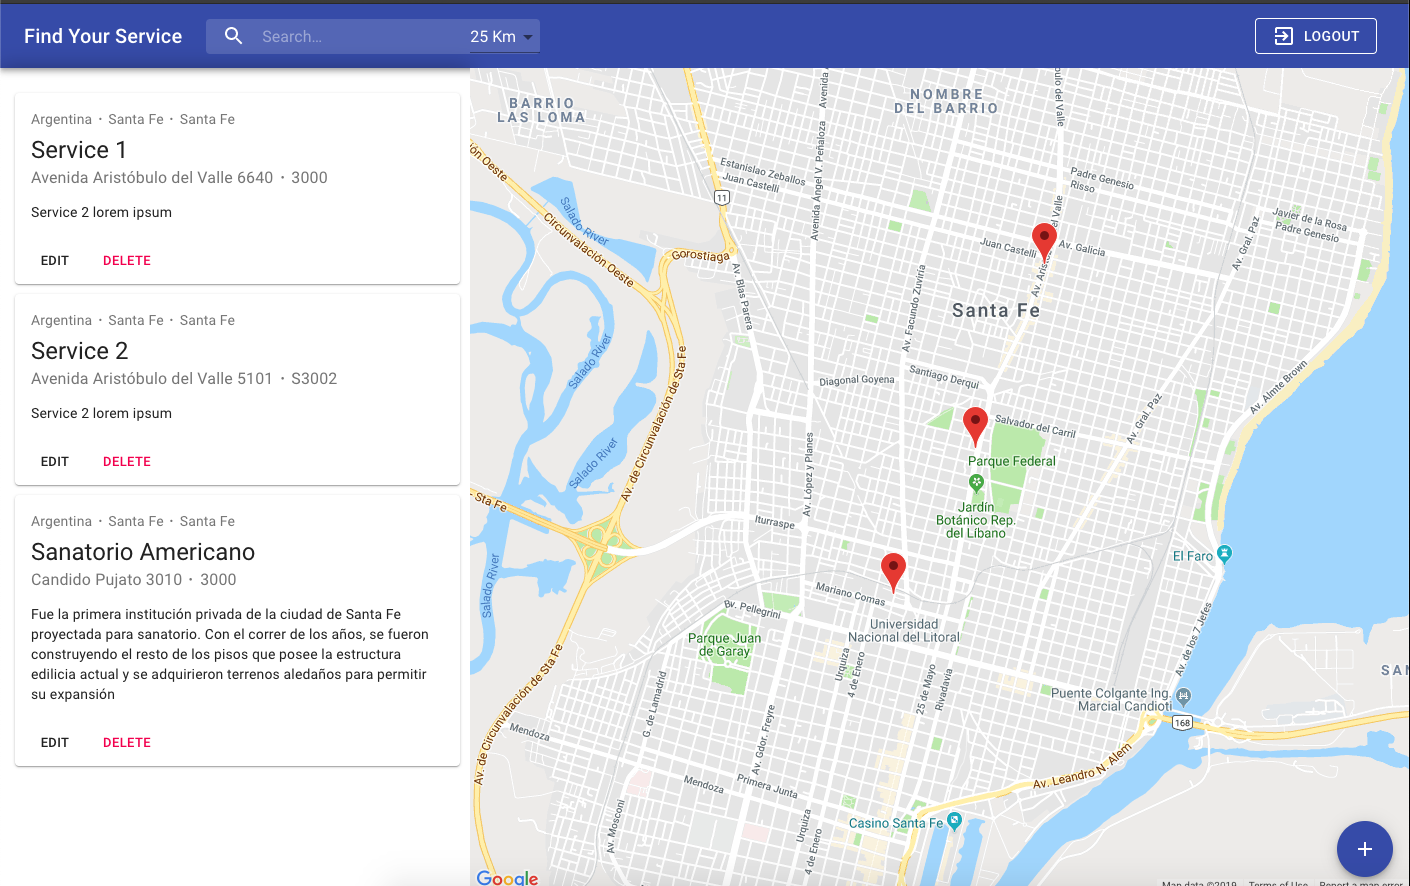 Find Your Service
Search...
25 Km
LOGOUT
Argentina · Santa Fe · Santa Fe
Service 1
Avenida Aristóbulo del Valle 6640 · 3000
Service 2 lorem ipsum
EDIT DELETE
Argentina · Santa Fe · Santa Fe
Service 2
Avenida Aristóbulo del Valle 5101 · S3002
Service 2 lorem ipsum
EDIT DELETE
Argentina · Santa Fe · Santa Fe
Sanatorio Americano
Candido Pujato 3010 · 3000
Fue la primera institución privada de la ciudad de Santa Fe
proyectada para sanatorio. Con el correr de los años, se fueron
construyendo el resto de los pisos que posee la estructura
edilicia actual y se adquirieron terrenos aledaños para permitir
su expansión
EDIT DELETE
BARRIO
LAS LOMA
NOMBRE
DEL BARRIO
Avenida Ángel V. Peñaloza
Avenida
Estanislao Zeballos
Juan Castelli
Padre Genesio
Risso
11
Salado River
Circunvalación Oeste
Gorostiaga
Javier de la Rosa
Padre Genesio
Av. Gral. Paz
Juan Castelli
Av. Galicia
Av. Blas Parera
Av. Facundo Zuviría
Santa Fe
Salado River
Av. de Circunvalación de Sta Fe
Diagonal Goyena
Santiago Derqui
Av. Almte Brown
Av. Gral. Paz
Salvador del Carril
Parque Federal
Salado River
Av. López y Planes
Sta Fe
Jardín
Botánico Rep.
del Líbano
Iturraspe
El Faro
Salado River
Mariano Comas
Bv. Pellegrini
Universidad
Nacional del Litoral
Parque Juan
de Garay
Av. de los 7 Jefes
Urquiza
4 de Enero
25 de Mayo
Rivadavia
SAN
Puente Colgante Ing.
Marcial Candioti
168
G. de Lamadrid
Av. Gdor. Freyre
Mendoza
Av. de Circunvalación de Sta Fe
Av. Leandro N. Alem
Mendoza
Primera Junta
Casino Santa Fe
Av. Mosconi
Urquiza
4 de Enero
Google
Map data ©2019 Terms of Use Report a map error